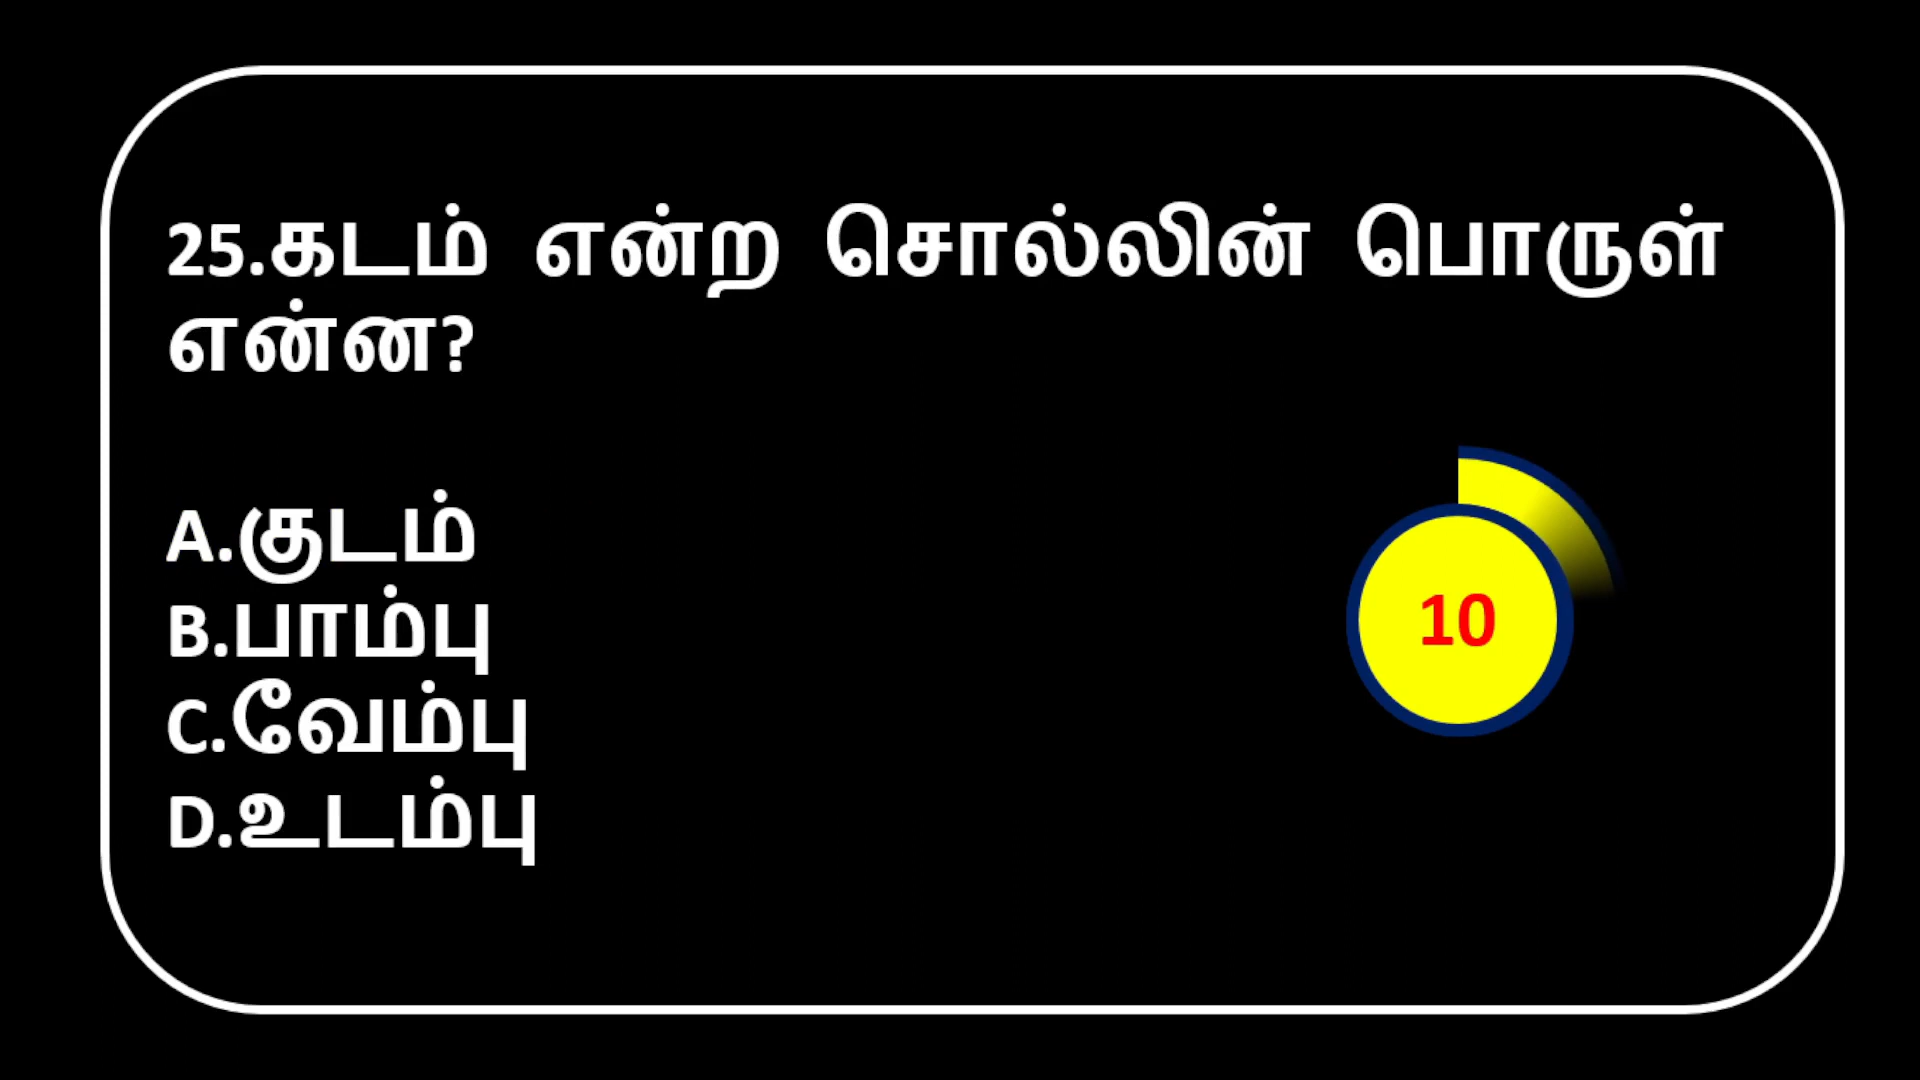 25.கடம் என்ற சொல்லின் பொருள்
என்ன?
A.குடம்
B.பாம்பு
C.வேம்பு
D.உடம்பு
10